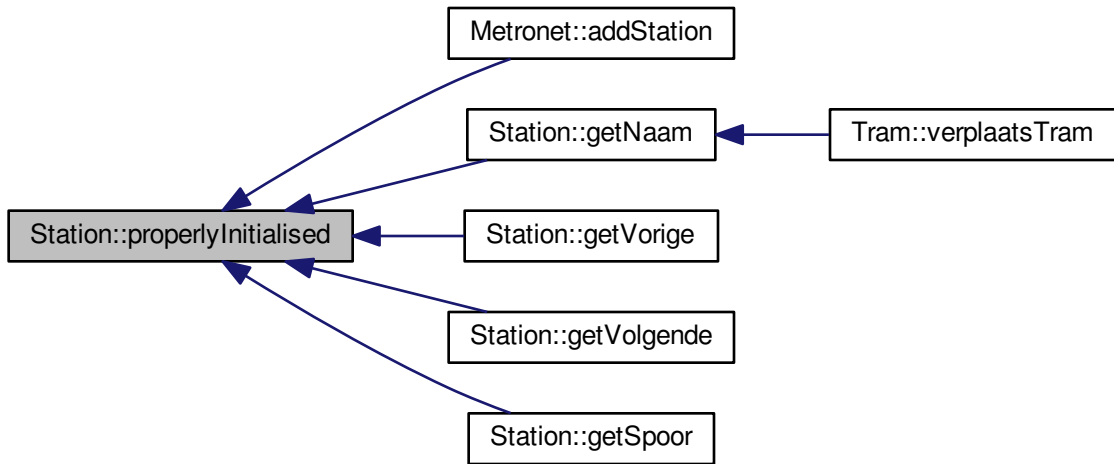 Metronet::addStation
Station::getNaam
Tram::verplaatsTram
Station::properlyInitialised
Station::getVorige
Station::getVolgende
Station::getSpoor